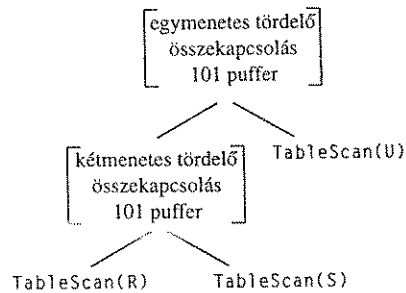 egymenetes tördelő
összekapcsolás
101 puffer
kétmenetes tördelő
összekapcsolás
101 puffer
TableScan(U)
TableScan(R)
TableScan(S)